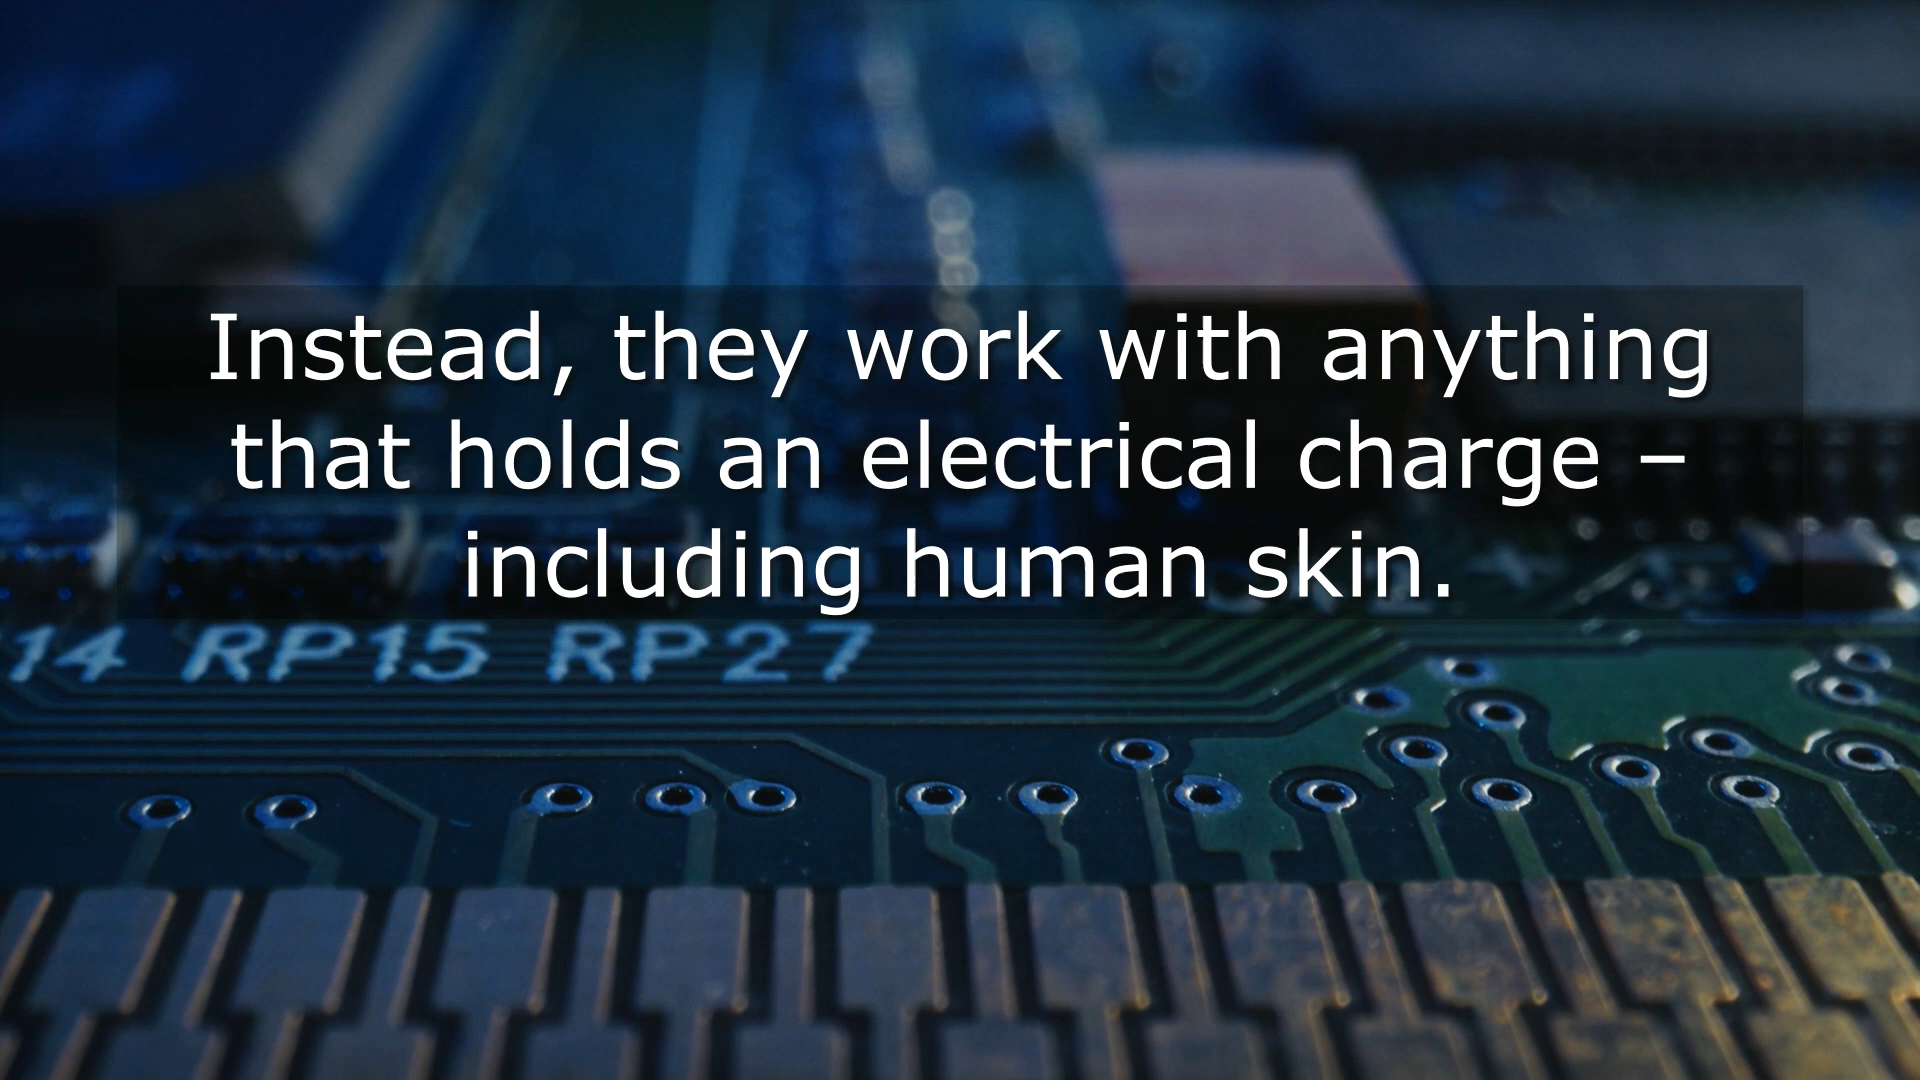 Instead, they work with anything
that holds an electrical charge –
including human skin.
14 RP15 RP27